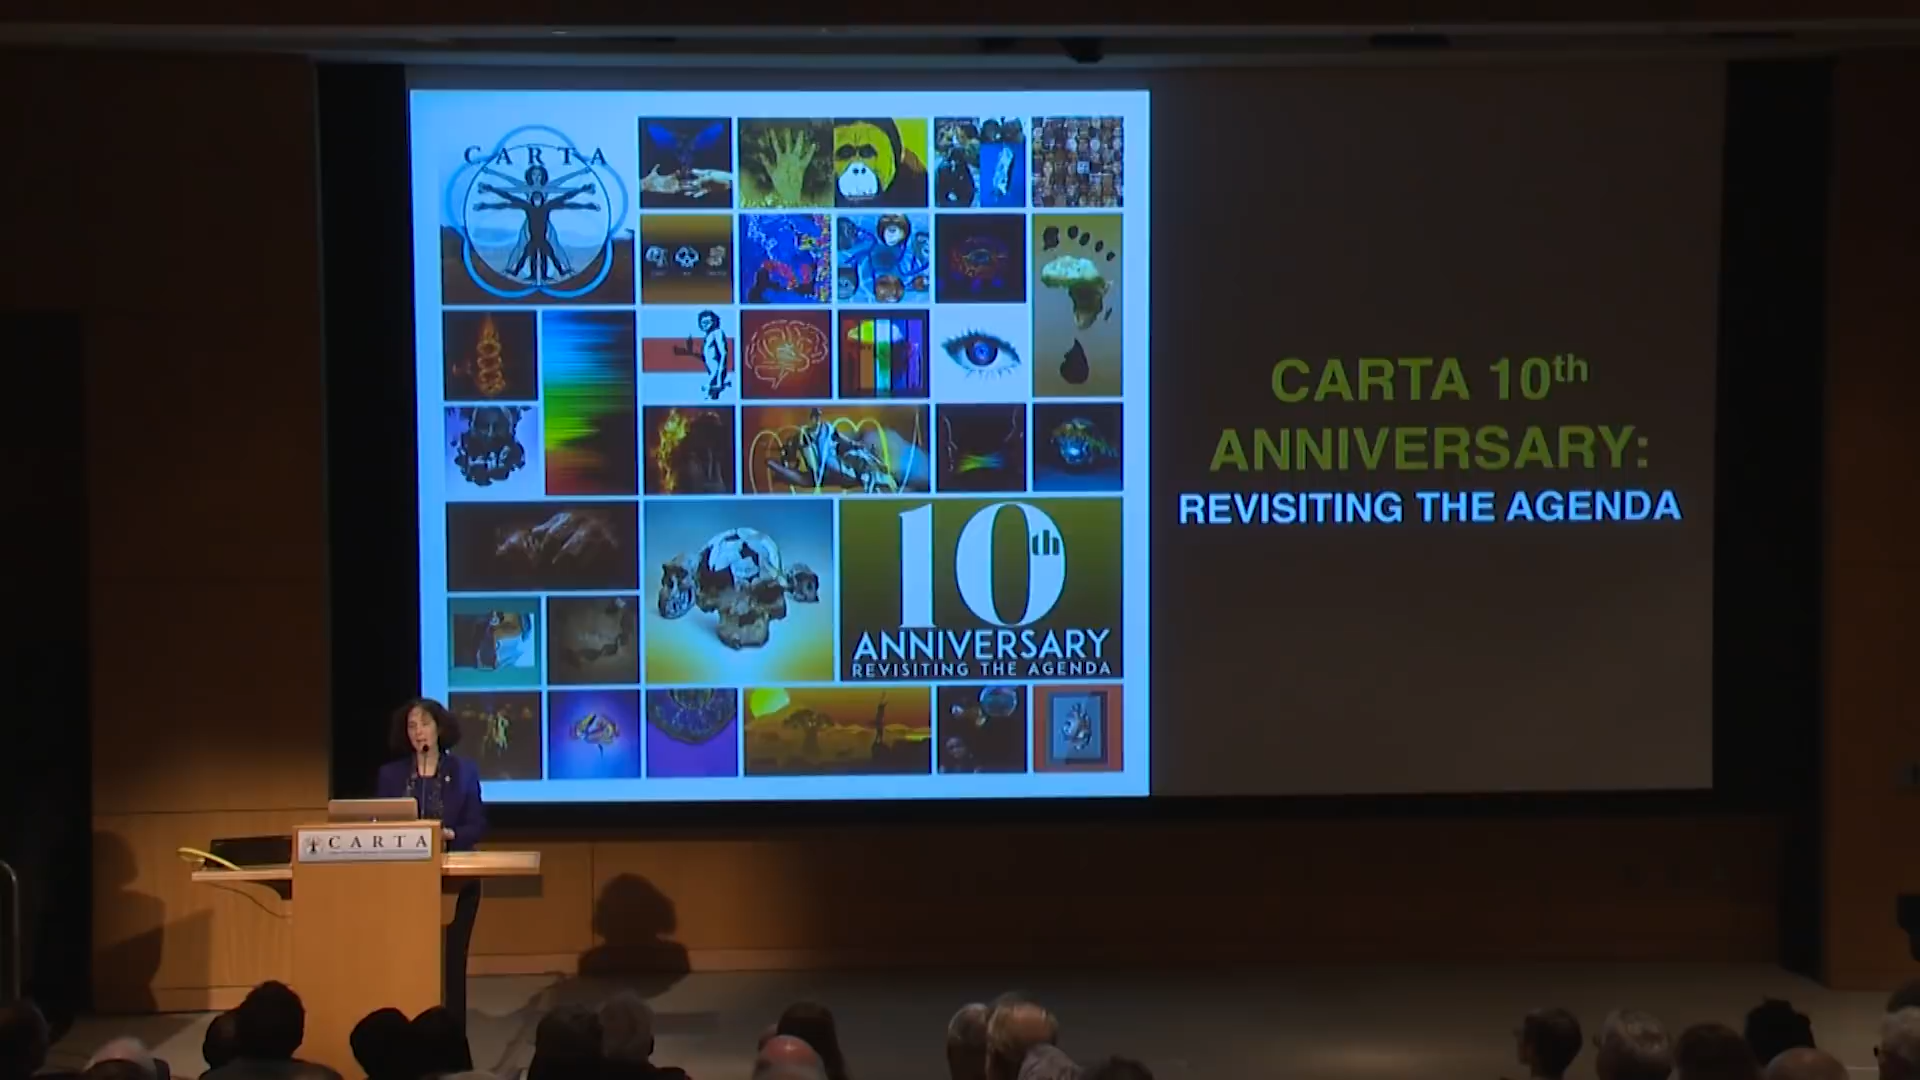 CARTA
10th
ANNIVERSARY
REVISITING THE AGENDA
CARTA 10th
ANNIVERSARY:
REVISITING THE AGENDA
CARTA